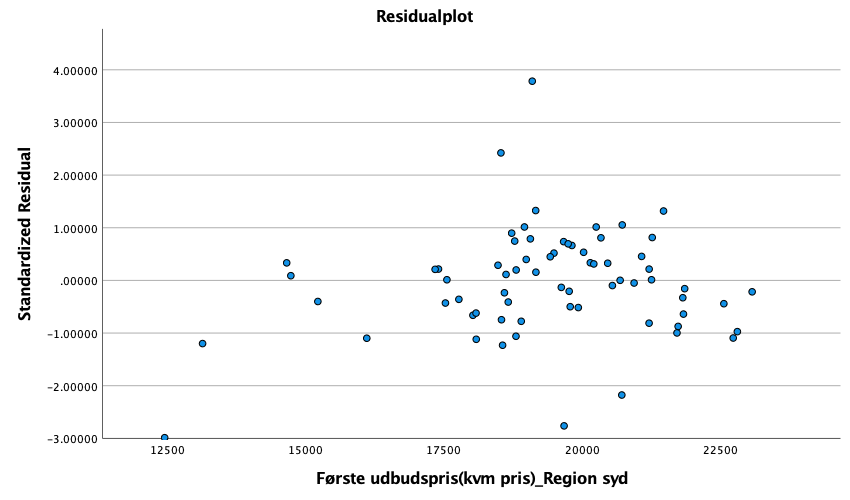 Residualplot
Standardized Residual
4.00000
3.00000
2.00000
1.00000
.00000
-1.00000
-2.00000
-3.00000
12500 15000 17500 20000 22500
Første udbudspris(kvm pris)_Region syd